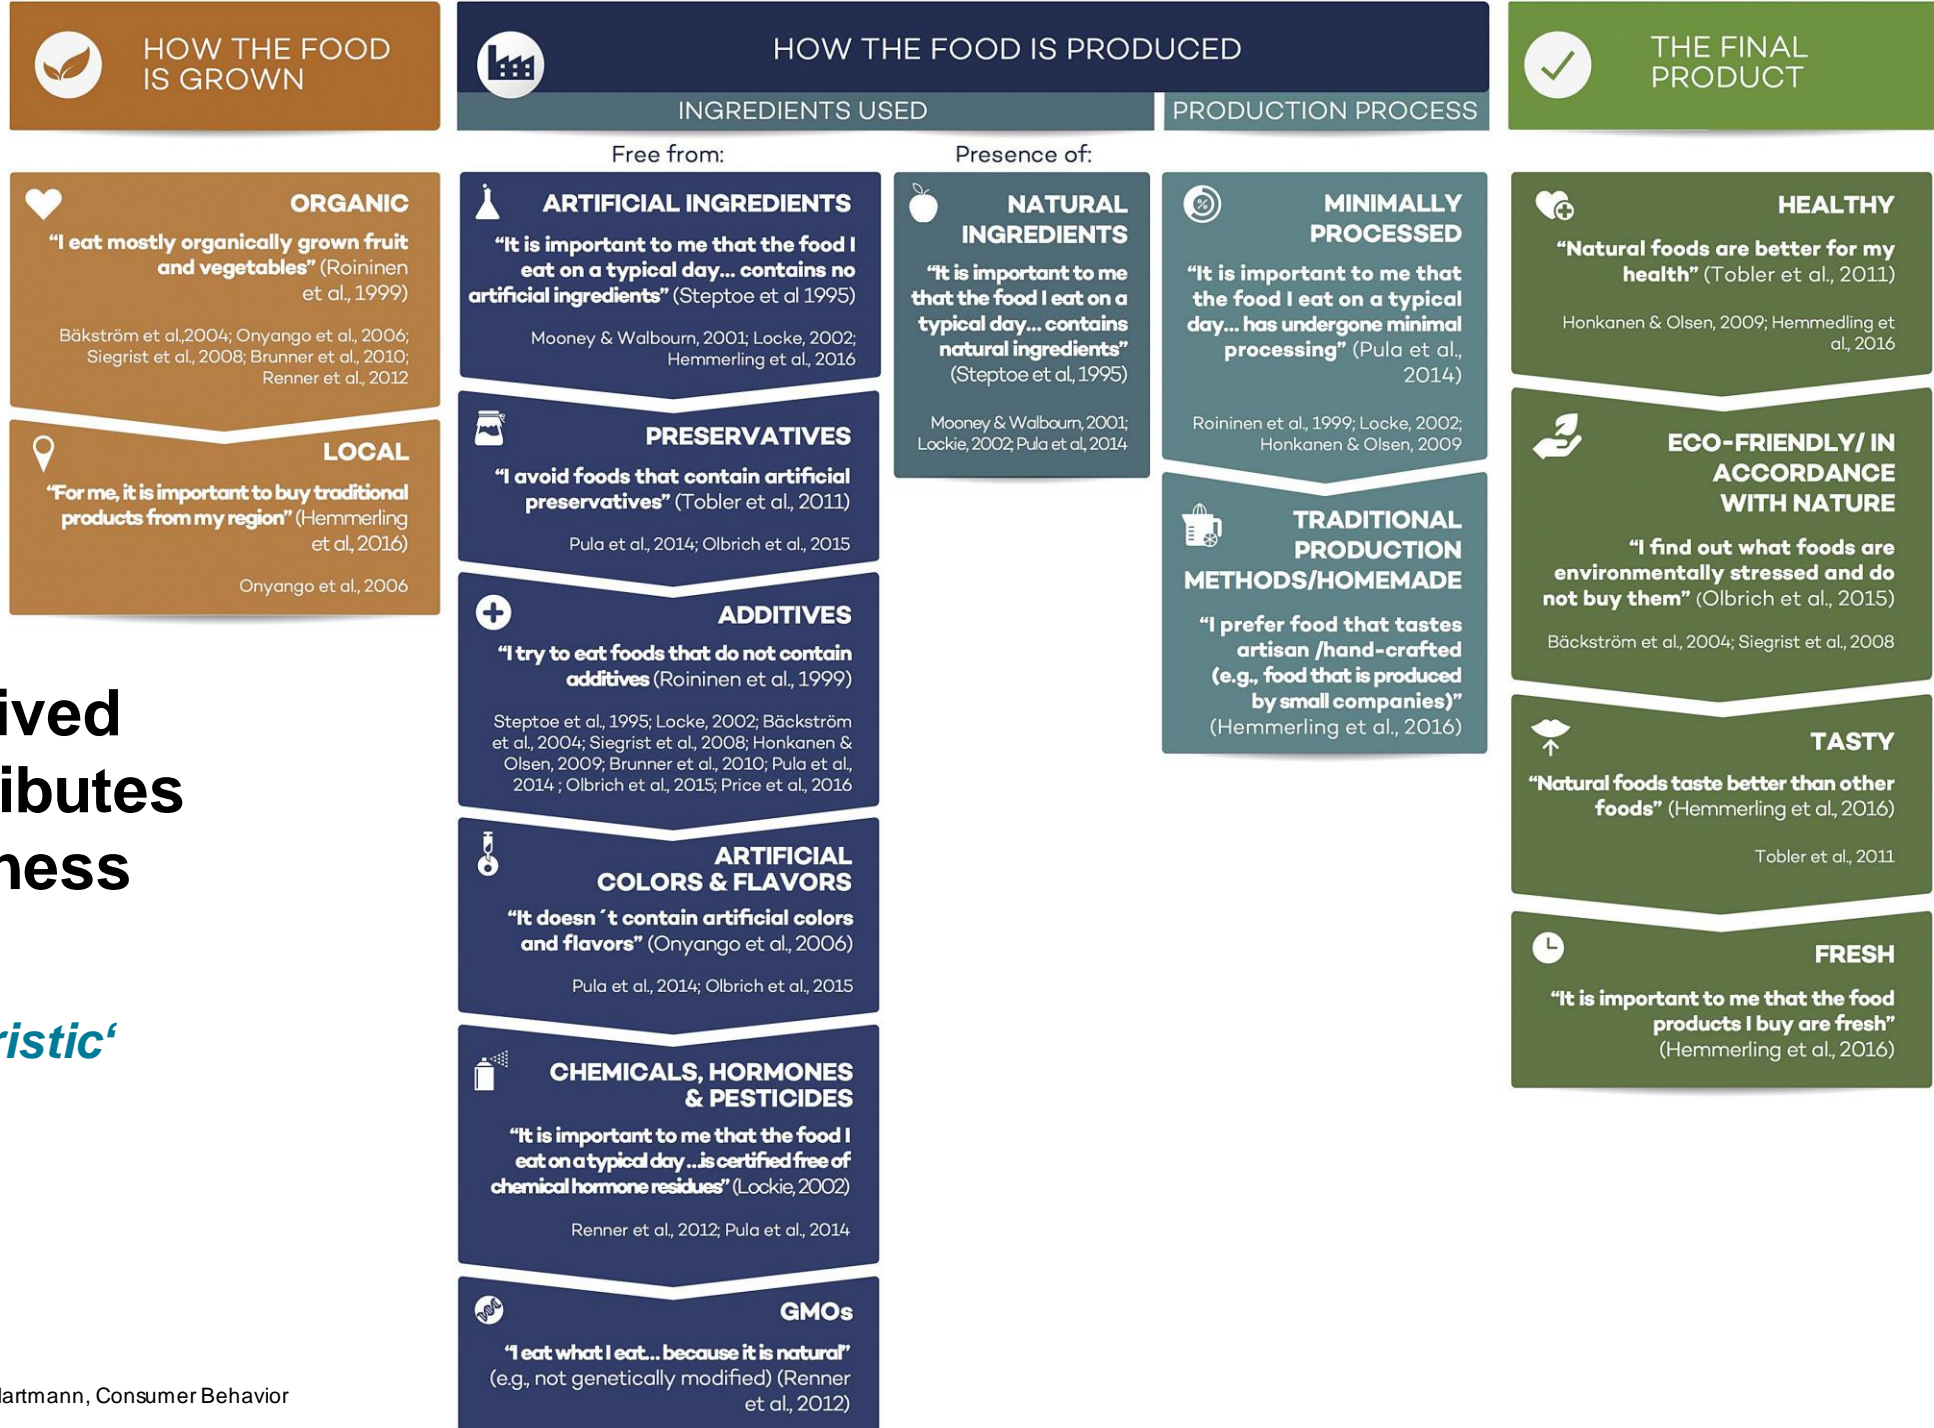 HOW THE FOOD
IS GROWN
ORGANIC
“I eat mostly organically grown fruit
and vegetables” (Roininen
et al., 1999)
Bäkström et al.,2004; Onyango et al., 2006;
Siegrist et al., 2008; Brunner et al., 2010;
Renner et al., 2012
LOCAL
“For me, it is important to buy traditional
products from my region” (Hemmerling
et al, 2016)
Onyango et al., 2006
HOW THE FOOD IS PRODUCED
INGREDIENTS USED
Free from:
ARTIFICIAL INGREDIENTS
“It is important to me that the food I
eat on a typical day... contains no
artificial ingredients” (Steptoe et al 1995)
Mooney & Walbourn, 2001; Locke, 2002;
Hemmerling et al., 2016
PRESERVATIVES
“I avoid foods that contain artificial
preservatives” (Tobler et al., 2011)
Pula et al., 2014; Olbrich et al., 2015
ADDITIVES
“I try to eat foods that do not contain
additives (Roininen et al., 1999)
Steptoe et al., 1995; Locke, 2002; Bäckström
et al., 2004; Siegrist et al., 2008; Honkanen &
Olsen, 2009; Brunner et al., 2010; Pula et al.,
2014 ; Olbrich et al., 2015; Price et al., 2016
ARTIFICIAL
COLORS & FLAVORS
“It doesn ´t contain artificial colors
and flavors” (Onyango et al., 2006)
Pula et al., 2014; Olbrich et al., 2015
CHEMICALS, HORMONES
& PESTICIDES
“It is important to me that the food I
eat on a typical day ...is certified free of
chemical hormone residues” (Lockie, 2002)
Renner et al., 2012; Pula et al., 2014
GMOs
“I eat what I eat... because it is natural”
(e.g., not genetically modified) (Renner
et al., 2012)
Presence of:
NATURAL
INGREDIENTS
“It is important to me
that the food I eat on a
typical day... contains
natural ingredients”
(Steptoe et al., 1995)
Mooney & Walbourn, 2001;
Lockie, 2002; Pula et al., 2014
PRODUCTION PROCESS
MINIMALLY
PROCESSED
“It is important to me that
the food I eat on a typical
day... has undergone minimal
processing” (Pula et al.,
2014)
Roininen et al., 1999; Locke, 2002;
Honkanen & Olsen, 2009
TRADITIONAL
PRODUCTION
METHODS/HOMEMADE
“I prefer food that tastes
artisan /hand-crafted
(e.g., food that is produced
by small companies)”
(Hemmerling et al., 2016)
THE FINAL
PRODUCT
HEALTHY
“Natural foods are better for my
health” (Tobler et al., 2011)
Honkanen & Olsen, 2009; Hemmedling et
al., 2016
ECO-FRIENDLY/ IN
ACCORDANCE
WITH NATURE
“I find out what foods are
environmentally stressed and do
not buy them” (Olbrich et al., 2015)
Bäckström et al., 2004; Siegrist et al., 2008
TASTY
“Natural foods taste better than other
foods” (Hemmerling et al., 2016)
Tobler et al., 2011
FRESH
“It is important to me that the food
products I buy are fresh”
(Hemmerling et al., 2016)
ived
ributes
ness
ristic‘
artmann, Consumer Behavior